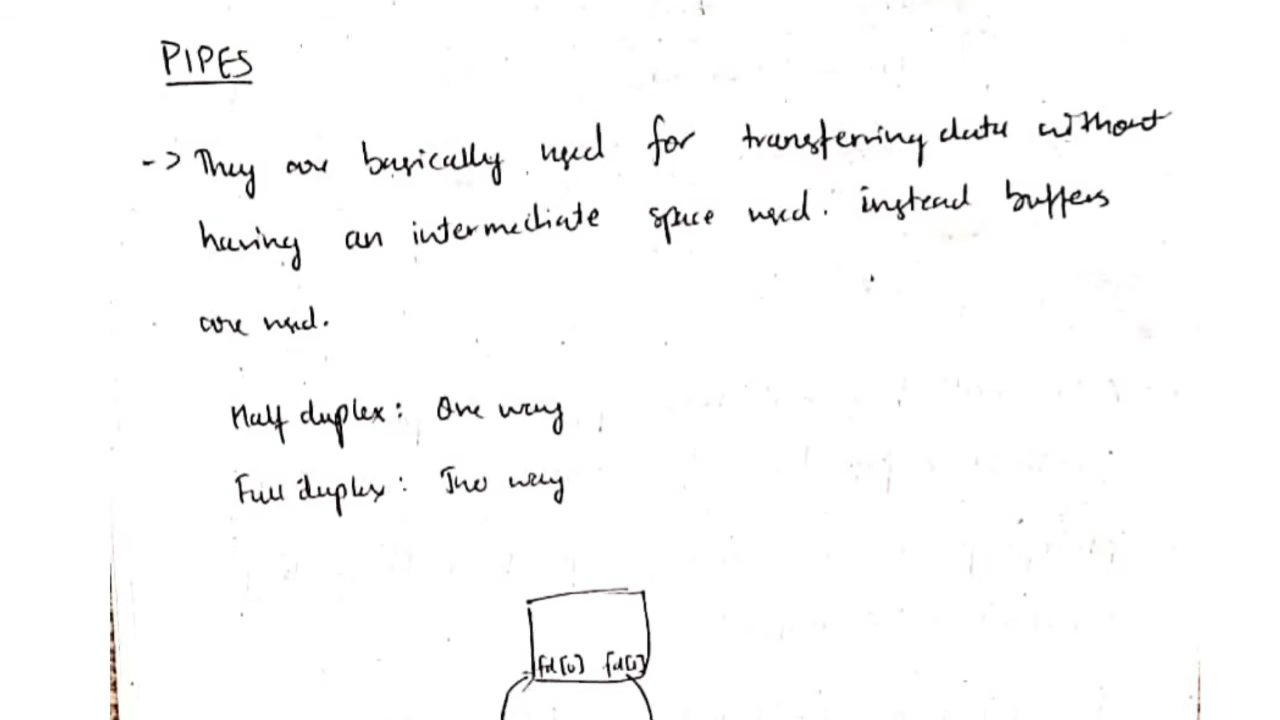 PIPES
-> They are basically used for transferring data without
having an intermediate space used. instead buffers
are used.
Half duplex: One way
Full duplex: Two way
fd[0] fd[1]